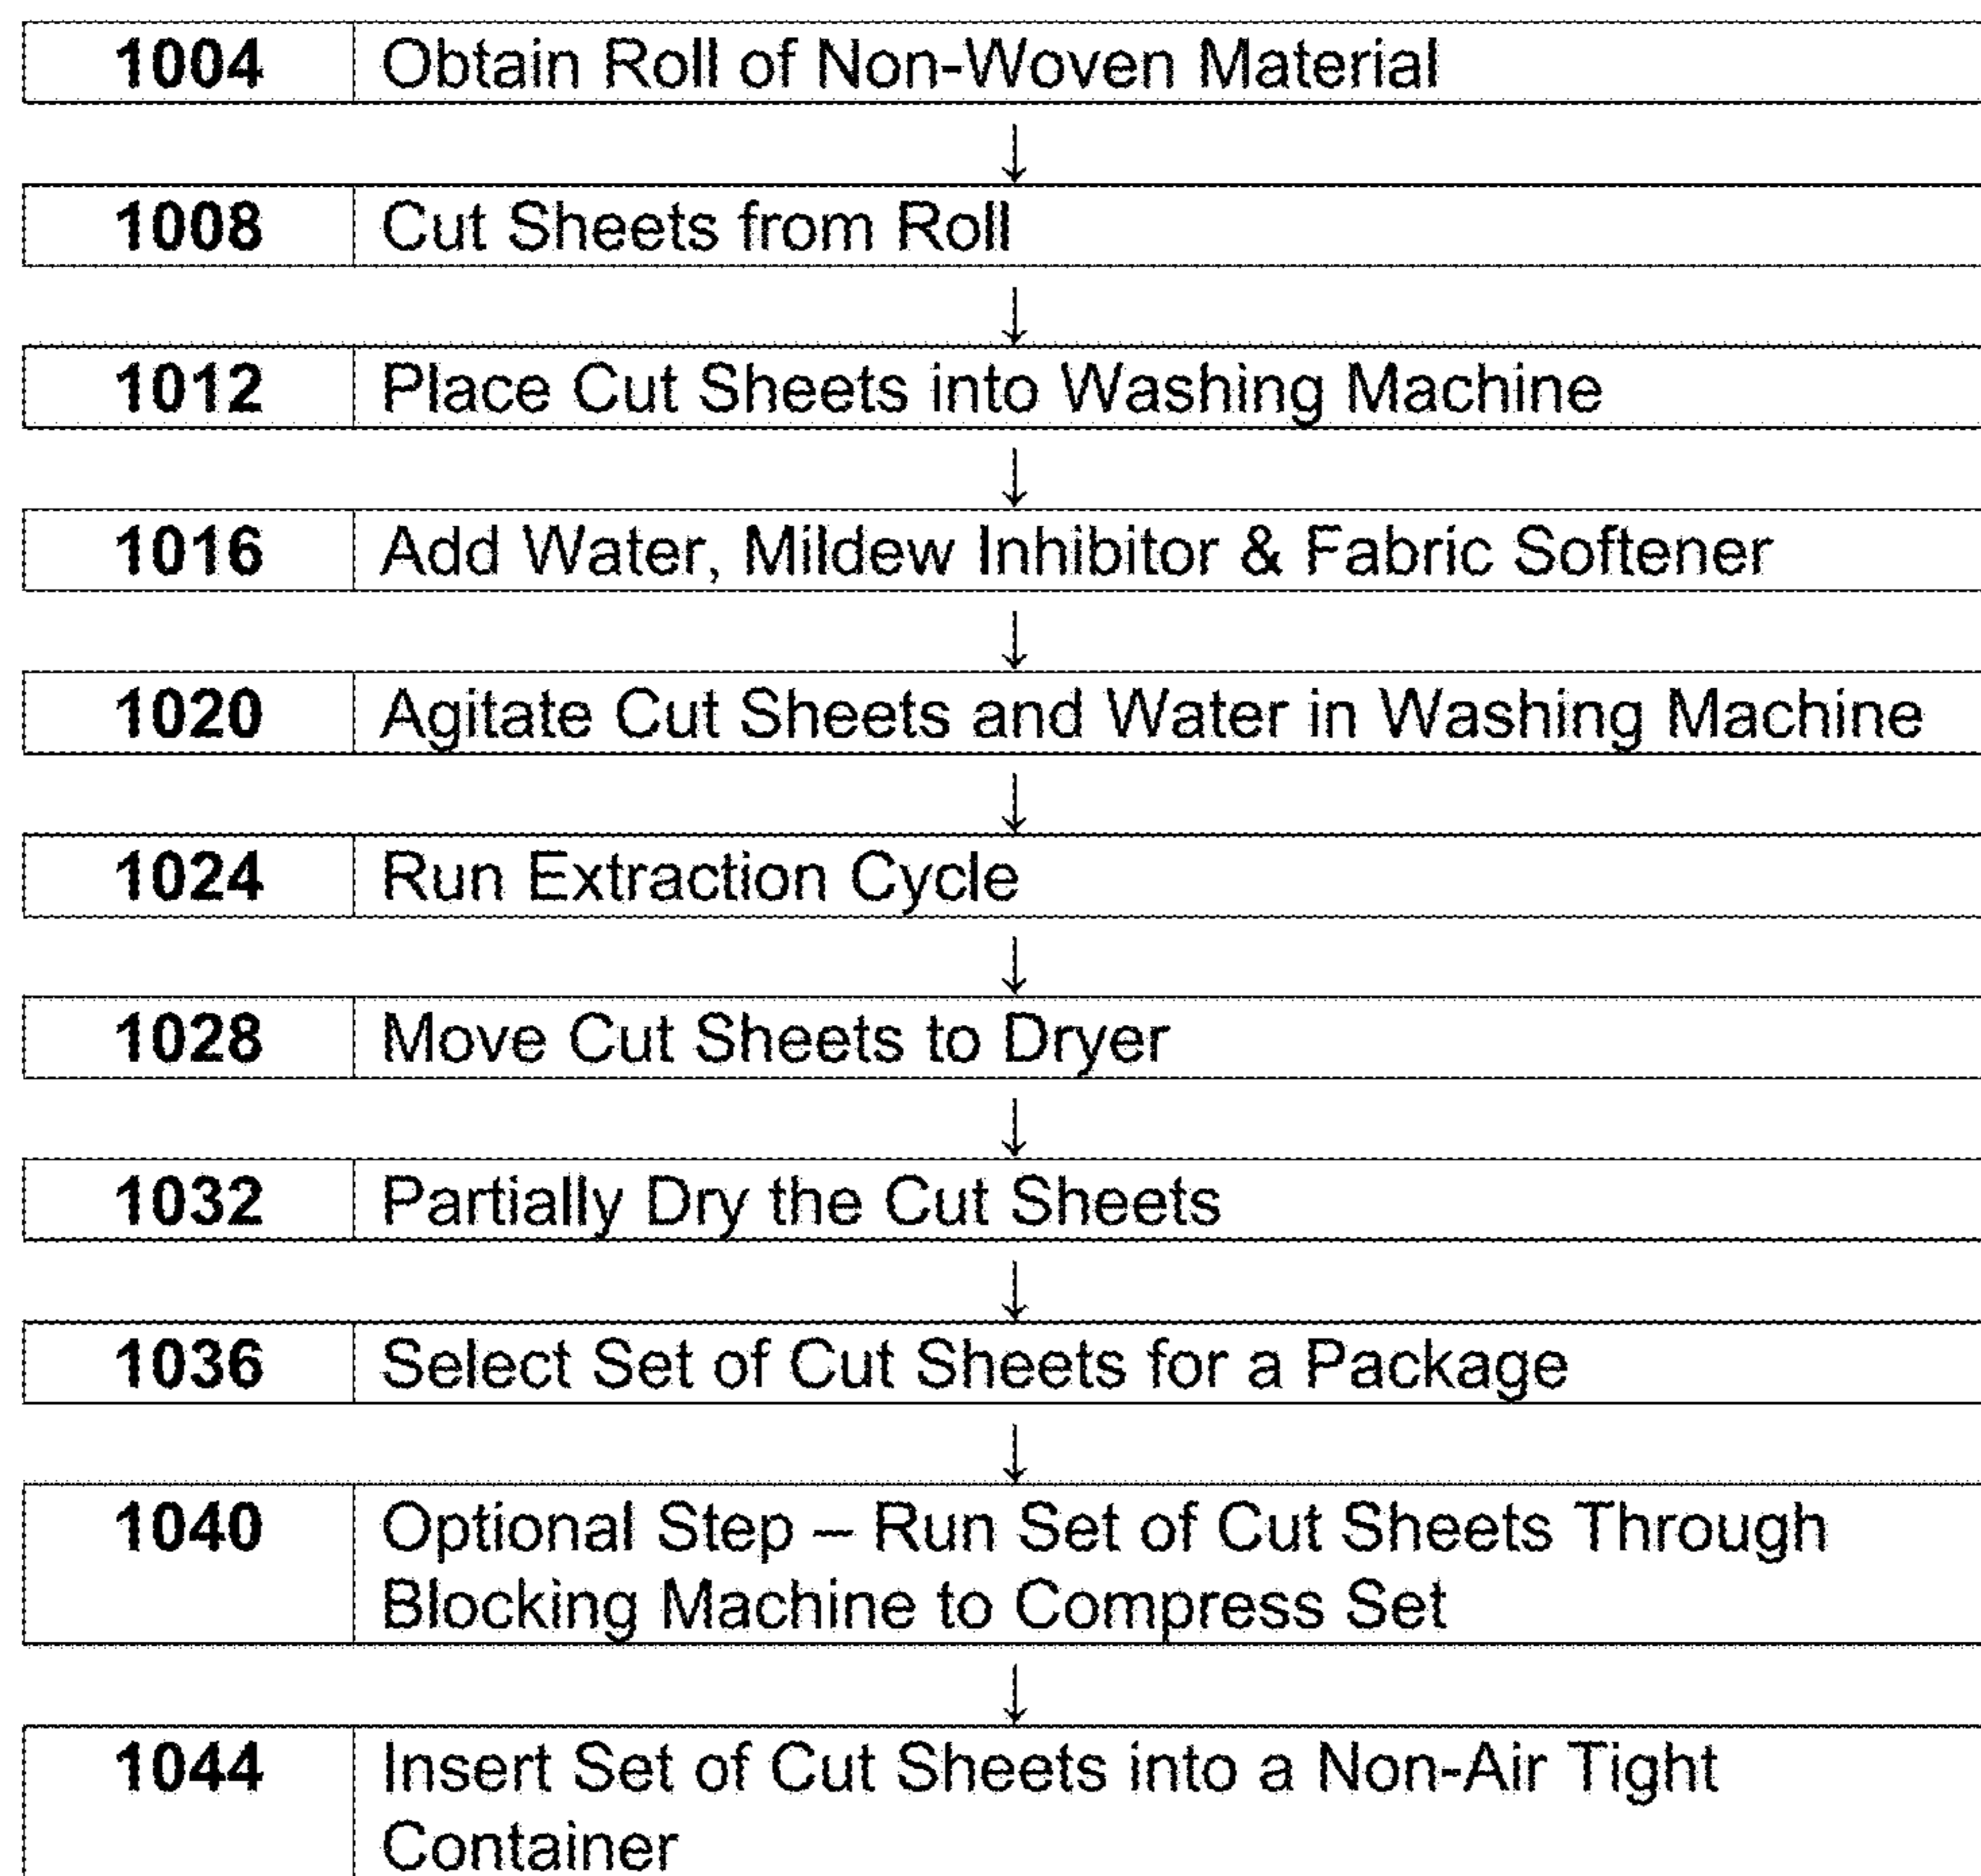 1004 Obtain Roll of Non-Woven Material
↓
1008 Cut Sheets from Roll
↓
1012 Place Cut Sheets into Washing Machine
↓
1016 Add Water, Mildew Inhibitor & Fabric Softener
↓
1020 Agitate Cut Sheets and Water in Washing Machine
↓
1024 Run Extraction Cycle
↓
1028 Move Cut Sheets to Dryer
↓
1032 Partially Dry the Cut Sheets
↓
1036 Select Set of Cut Sheets for a Package
↓
1040 Optional Step – Run Set of Cut Sheets Through
Blocking Machine to Compress Set
↓
1044 Insert Set of Cut Sheets into a Non-Air Tight
Container